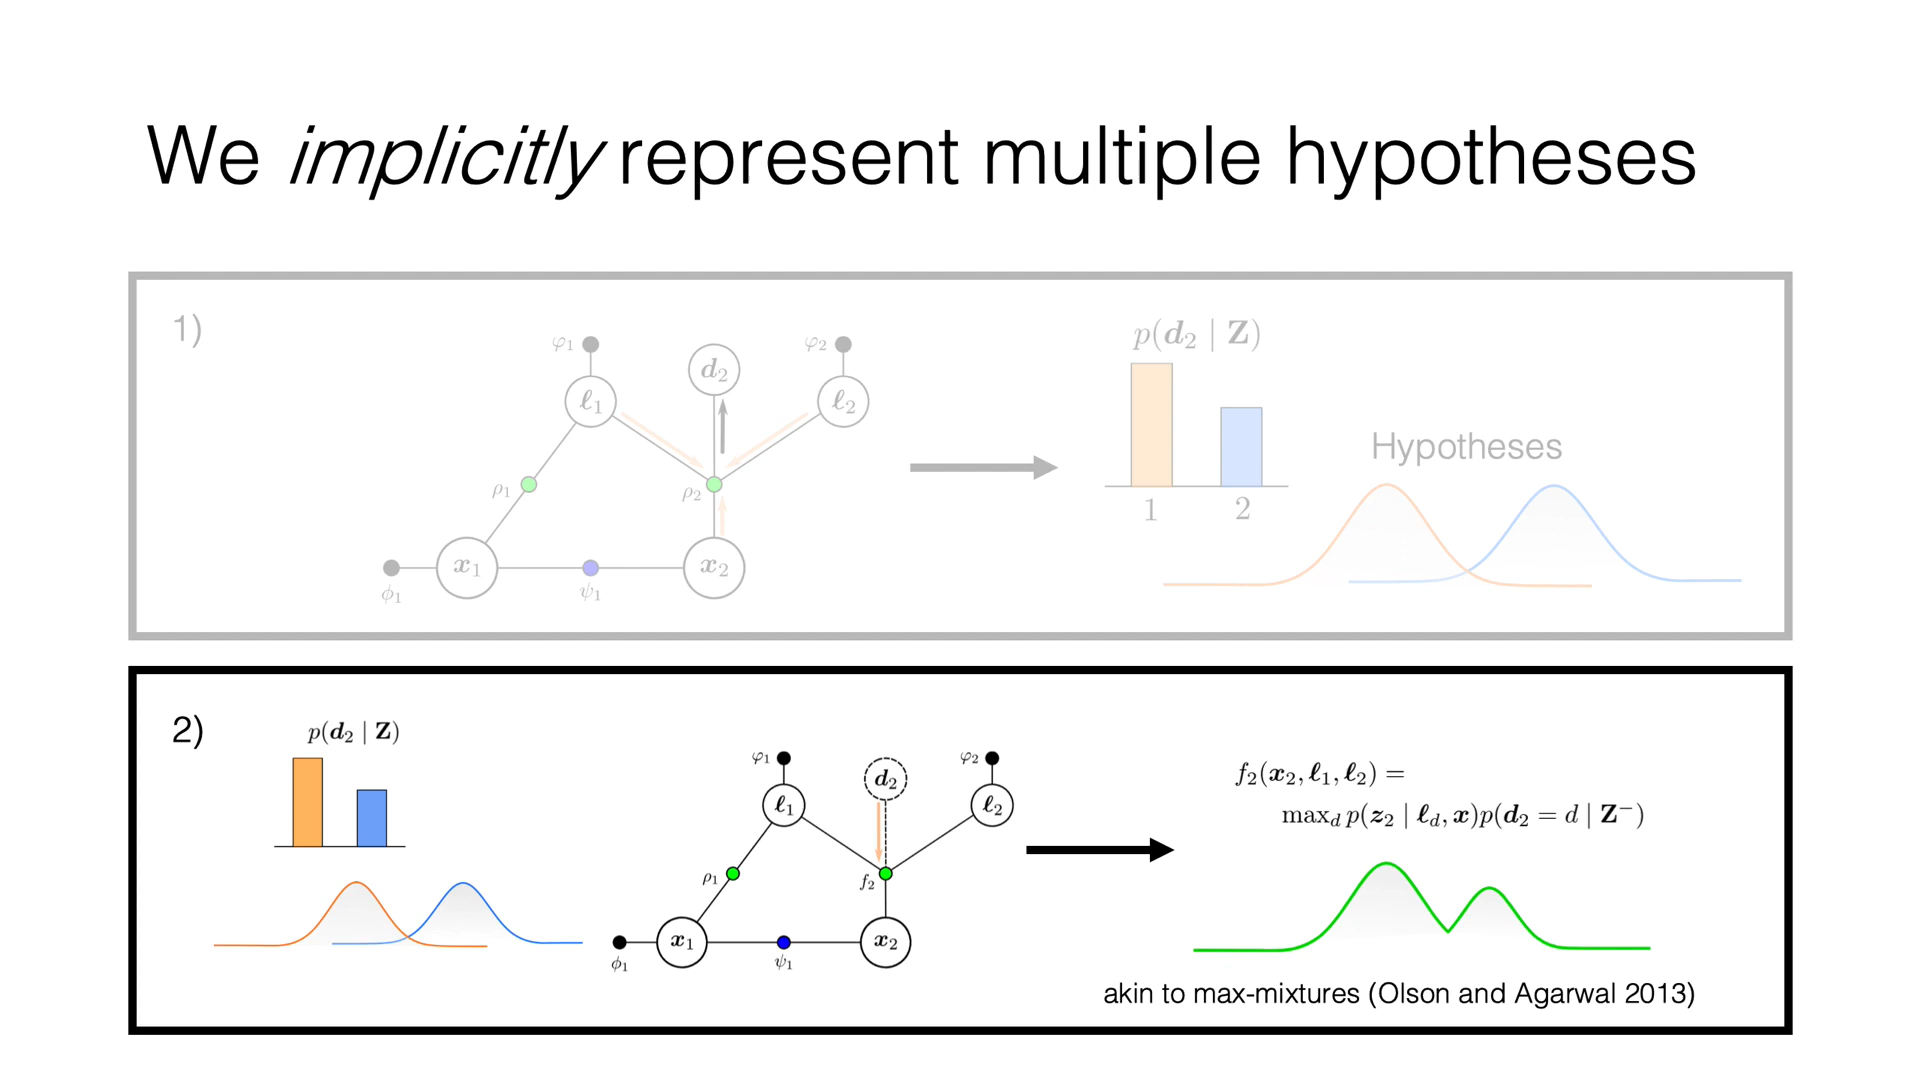 We implicitly represent multiple hypotheses
1)
φ₁
d₂
φ₂
ℓ₁
ℓ₂
ρ₁
ρ₂
x₁
x₂
ϕ₁
ψ₁
p(d₂ | Z)
1
2
Hypotheses
2)
p(d₂ | Z)
φ₁
d₂
φ₂
ℓ₁
ℓ₂
ρ₁
f₂
x₁
x₂
ϕ₁
ψ₁
f₂(x₂, ℓ₁, ℓ₂) =
max_d p(z₂ | ℓ_d, x)p(d₂ = d | Z⁻)
akin to max-mixtures (Olson and Agarwal 2013)